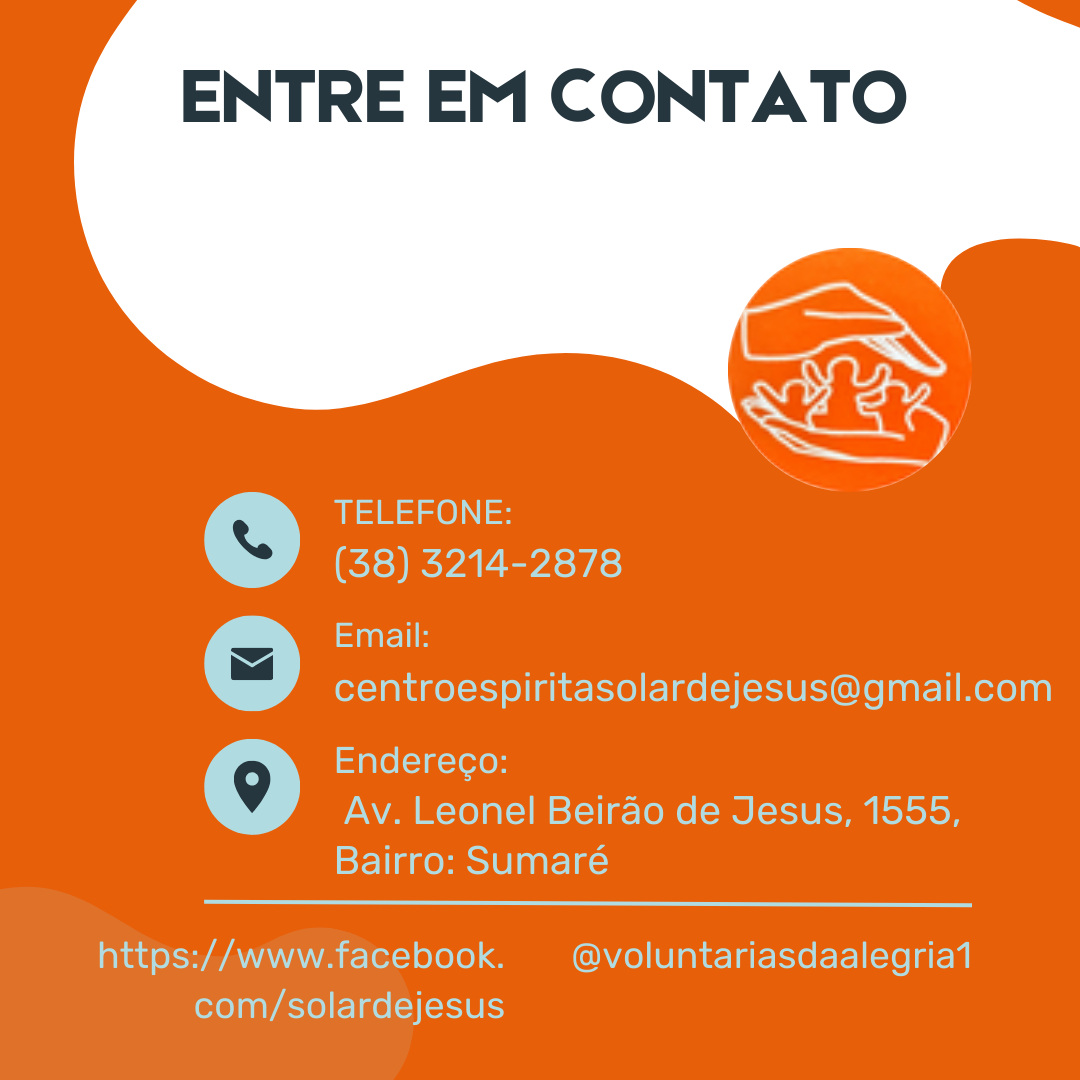 ENTRE EM CONTATO
TELEFONE:
(38) 3214-2878
Email:
centroespiritasolardejesus@gmail.com
Endereço:
Av. Leonel Beirão de Jesus, 1555,
Bairro: Sumaré
https://www.facebook.
com/solardejesus
@voluntariasdaalegria1